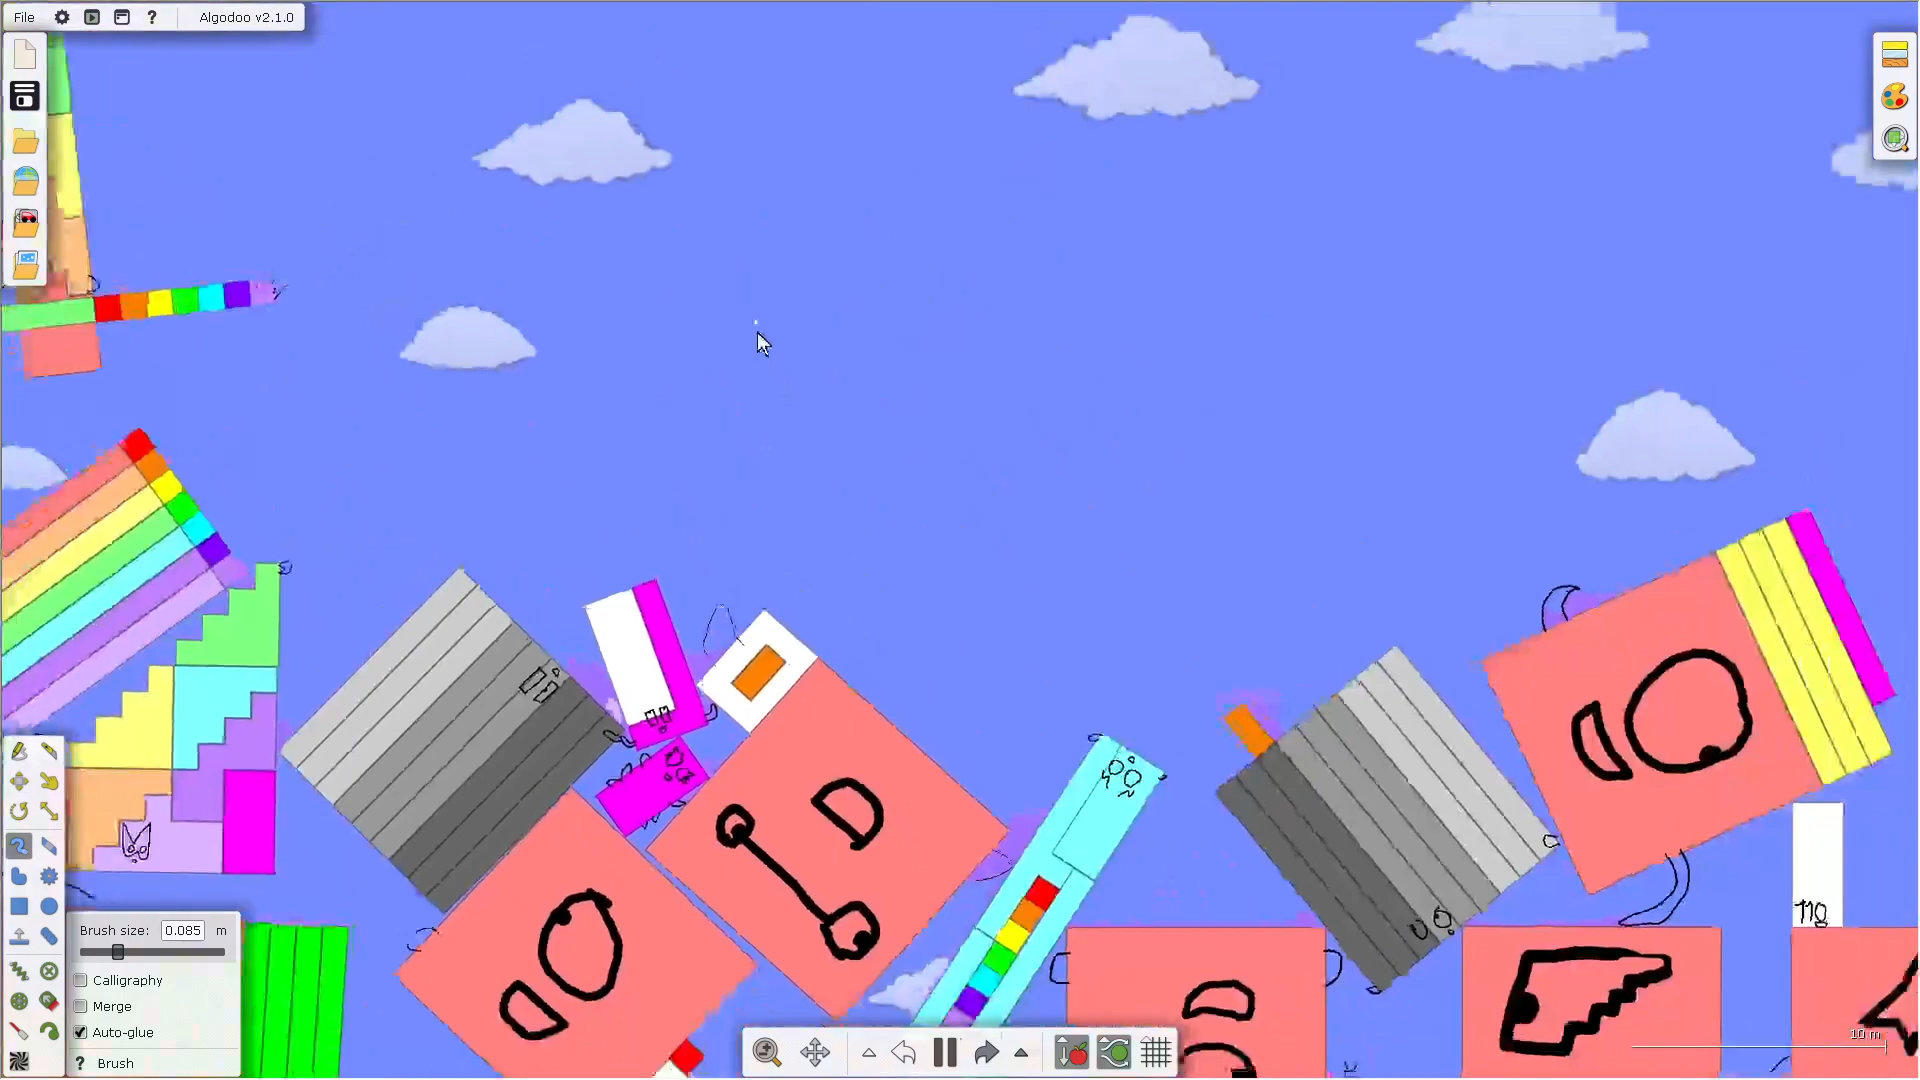 File ? Algodoo v2.1.0
Brush size: 0.085 m
Calligraphy
Merge
Auto-glue
? Brush
10 m